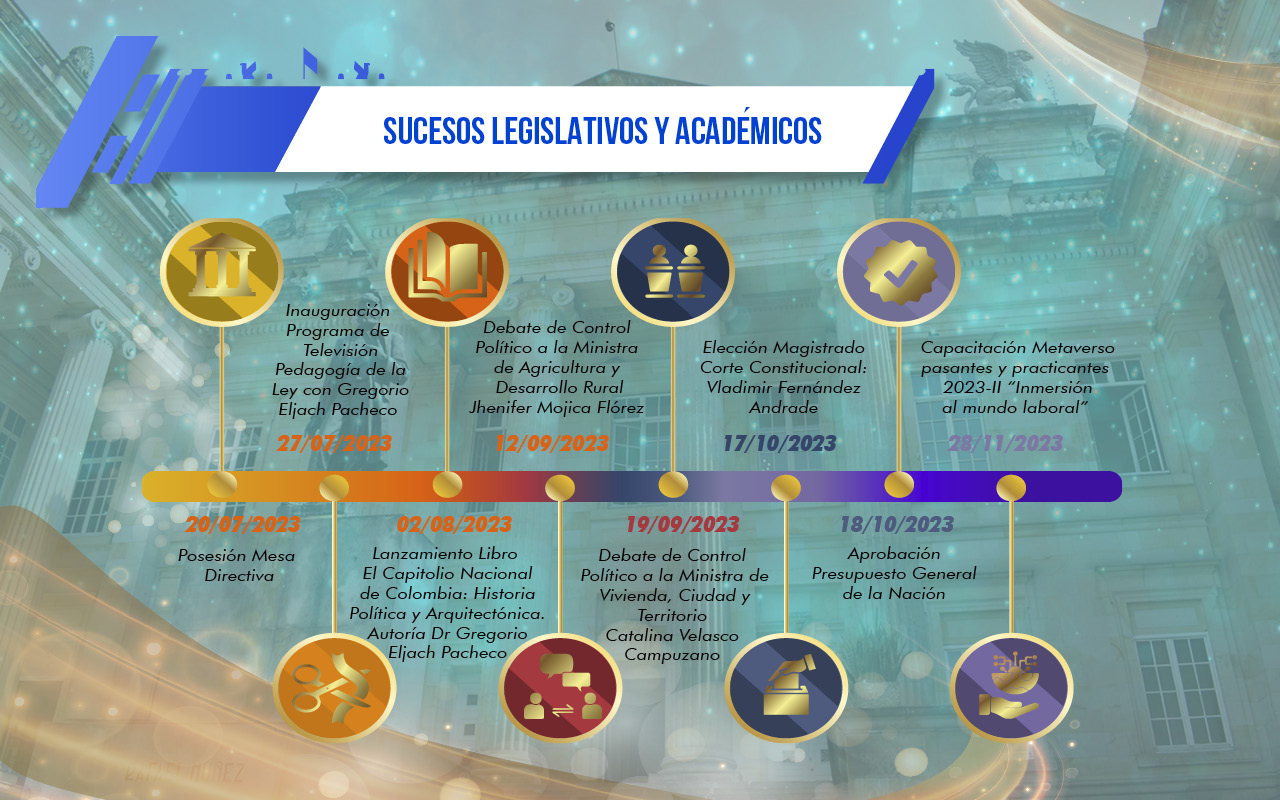 SUCESOS LEGISLATIVOS Y ACADÉMICOS
20/07/2023
Posesión Mesa
Directiva
Inauguración
Programa de
Televisión
Pedagogía de la
Ley con Gregorio
Eljach Pacheco
27/07/2023
02/08/2023
Lanzamiento Libro
El Capitolio Nacional
de Colombia: Historia
Política y Arquitectónica.
Autoría Dr Gregorio
Eljach Pacheco
Debate de Control
Político a la Ministra
de Agricultura y
Desarrollo Rural
Jhenifer Mojica Flórez
12/09/2023
19/09/2023
Debate de Control
Político a la Ministra de
Vivienda, Ciudad y
Territorio
Catalina Velasco
Campuzano
Elección Magistrado
Corte Constitucional:
Vladimir Fernández
Andrade
17/10/2023
18/10/2023
Aprobación
Presupuesto General
de la Nación
Capacitación Metaverso
pasantes y practicantes
2023-II “Inmersión
al mundo laboral”
28/11/2023